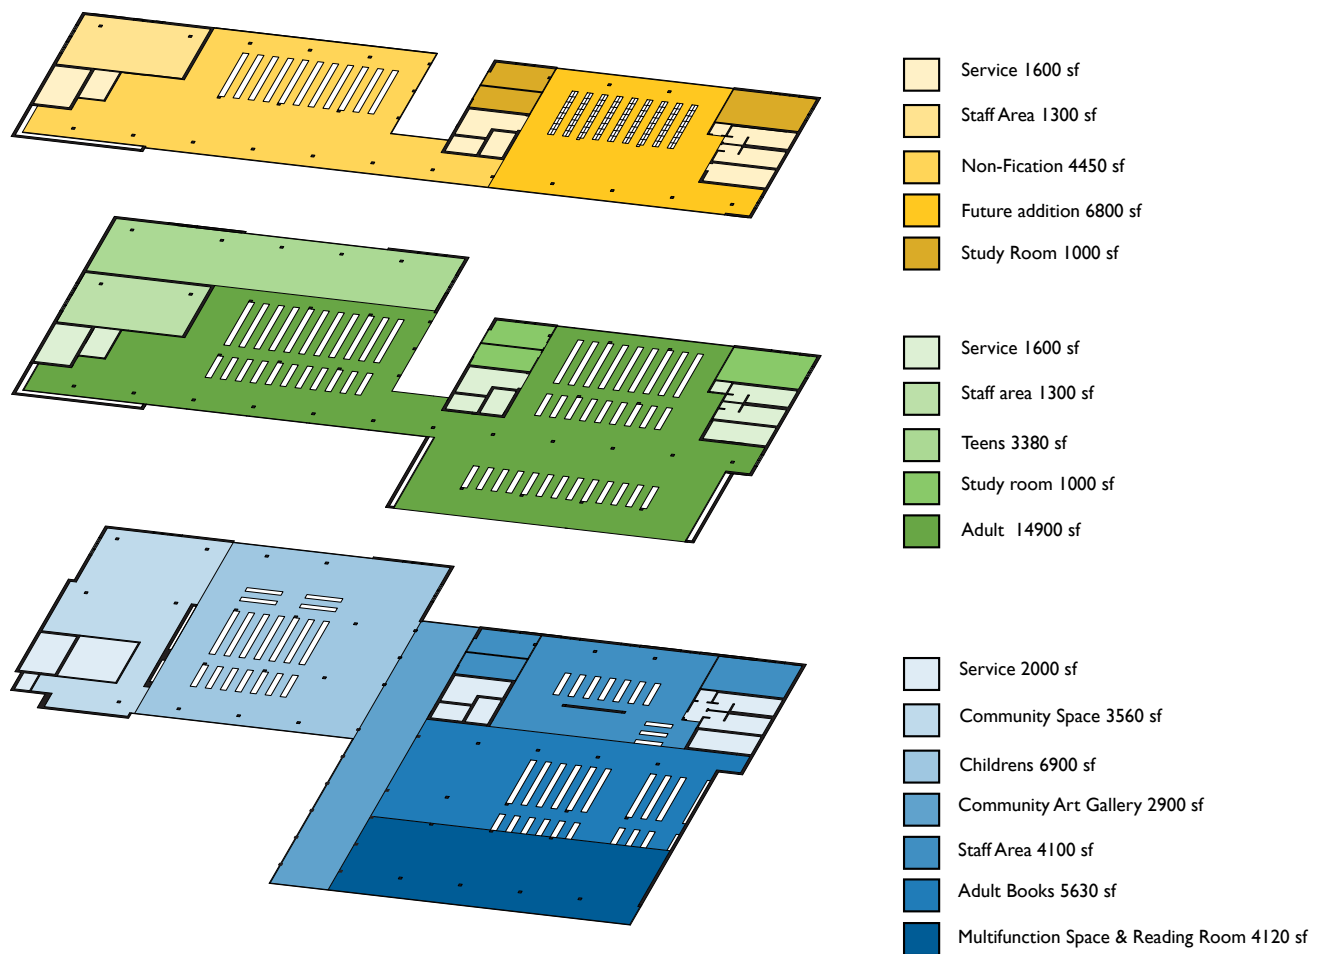 Service 1600 sf
Staff Area 1300 sf
Non-Fication 4450 sf
Future addition 6800 sf
Study Room 1000 sf
Service 1600 sf
Staff area 1300 sf
Teens 3380 sf
Study room 1000 sf
Adult 14900 sf
Service 2000 sf
Community Space 3560 sf
Childrens 6900 sf
Community Art Gallery 2900 sf
Staff Area 4100 sf
Adult Books 5630 sf
Multifunction Space & Reading Room 4120 sf